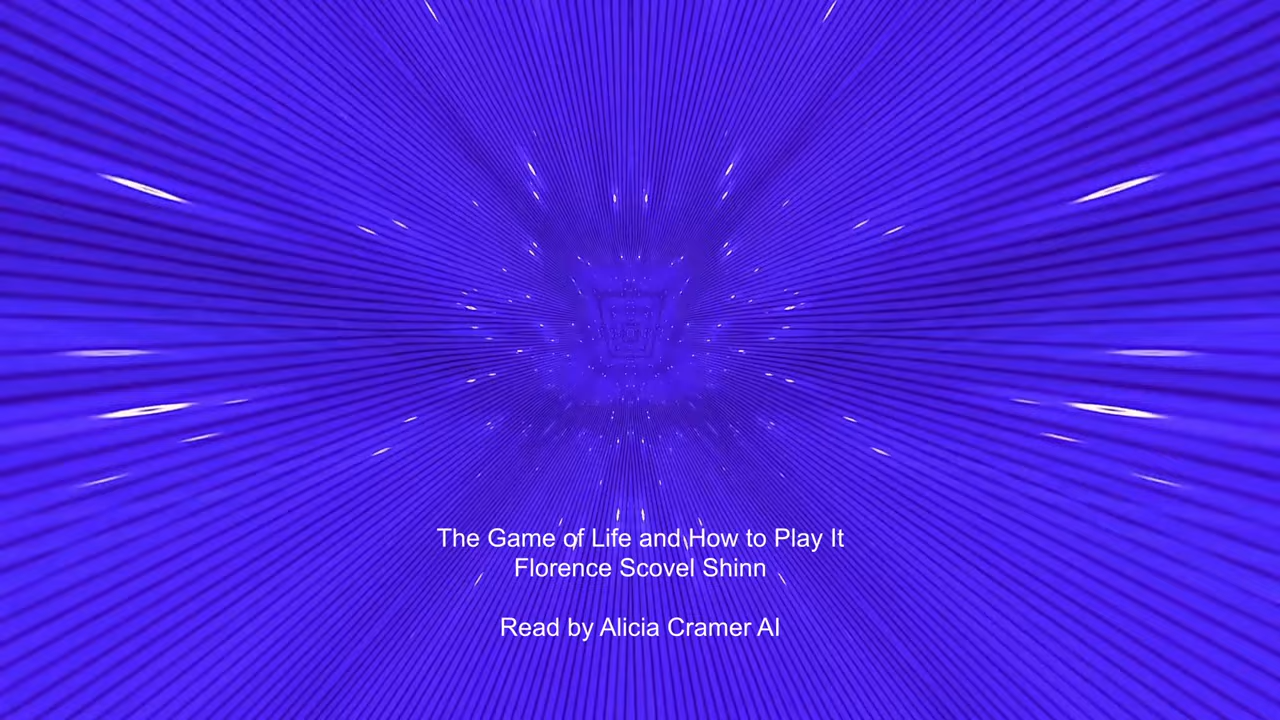 The Game of Life and How to Play It
Florence Scovel Shinn
Read by Alicia Cramer AI